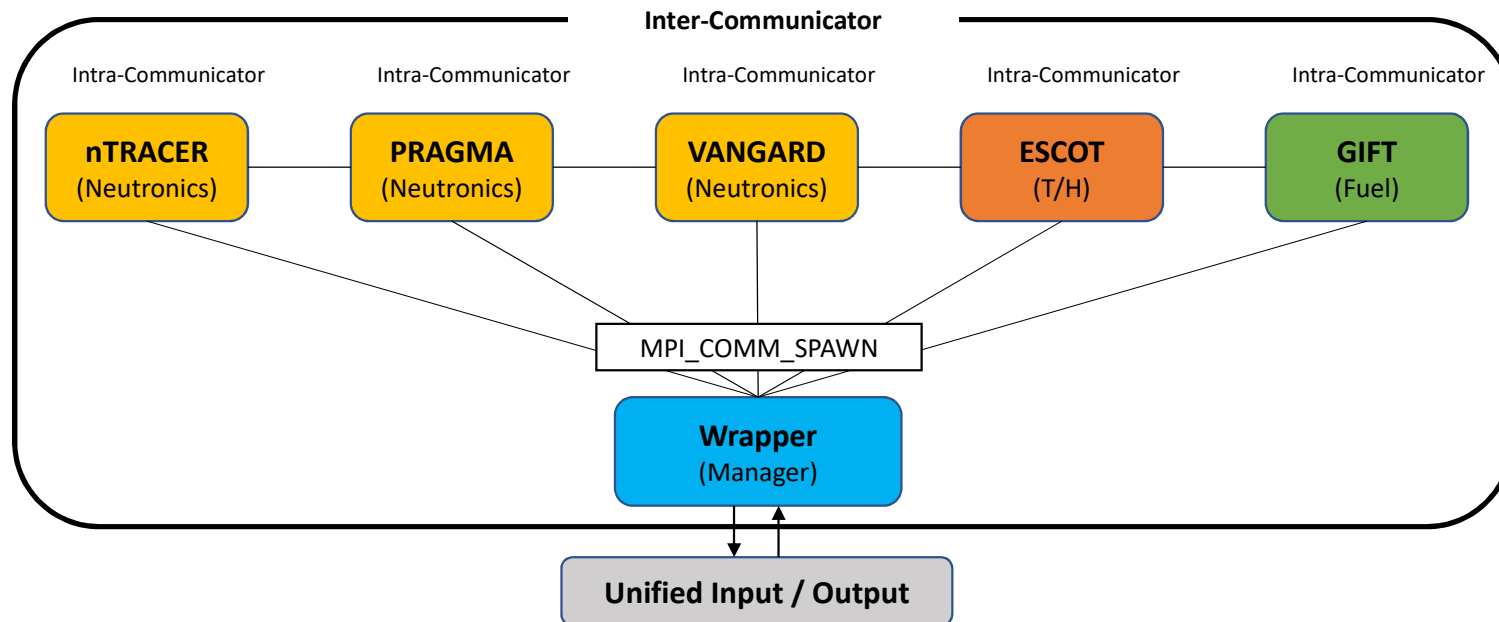 Inter-Communicator
Intra-Communicator Intra-Communicator Intra-Communicator Intra-Communicator Intra-Communicator
nTRACER PRAGMA VANGARD ESCOT GIFT
(Neutronics) (Neutronics) (Neutronics) (T/H) (Fuel)
MPI_COMM_SPAWN
Wrapper
(Manager)
Unified Input / Output